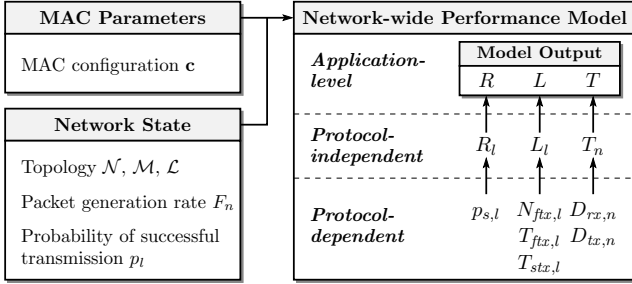 MAC Parameters
MAC configuration c
Network State
Topology 𝒩, ℳ, ℒ
Packet generation rate F_n
Probability of successful
transmission p_l
Network-wide Performance Model
Application-
level
Model Output
R L T
Protocol-
independent
R_l L_l T_n
Protocol-
dependent
p_{s,l} N_{ftx,l} D_{rx,n}
T_{ftx,l} D_{tx,n}
T_{stx,l}